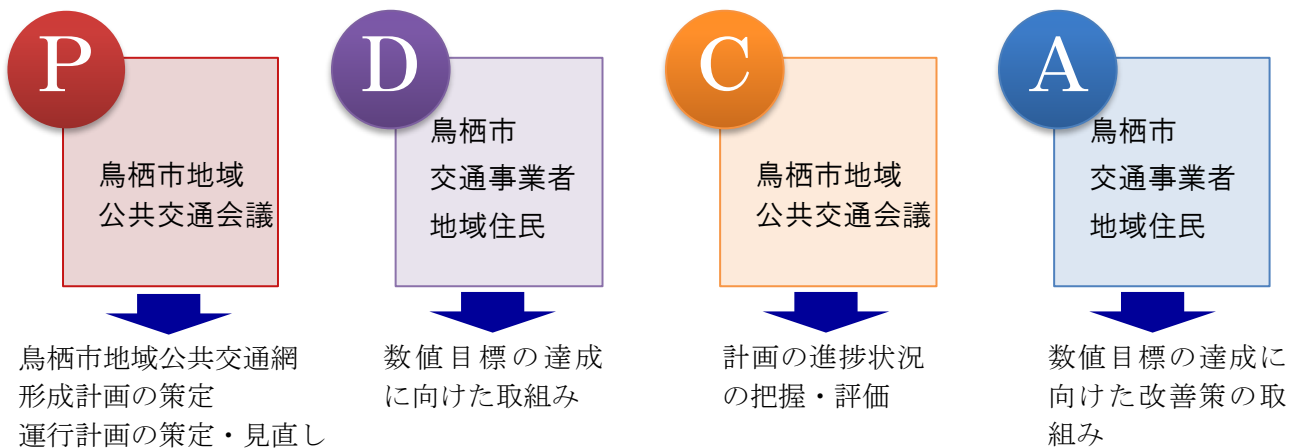 P
鳥栖市地域
公共交通会議
鳥栖市地域公共交通網
形成計画の策定
運行計画の策定・見直し
D
鳥栖市
交通事業者
地域住民
数値目標の達成
に向けた取組み
C
鳥栖市地域
公共交通会議
計画の進捗状況
の把握・評価
A
鳥栖市
交通事業者
地域住民
数値目標の達成に
向けた改善策の取
組み